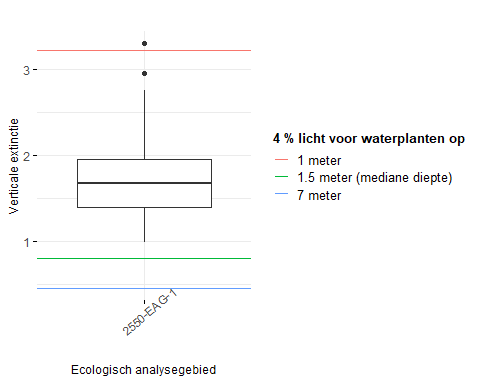 Verticale extinctie
3
2
1
2550-EAG-1
Ecologisch analysegebied
4 % licht voor waterplanten op
1 meter
1.5 meter (mediane diepte)
7 meter